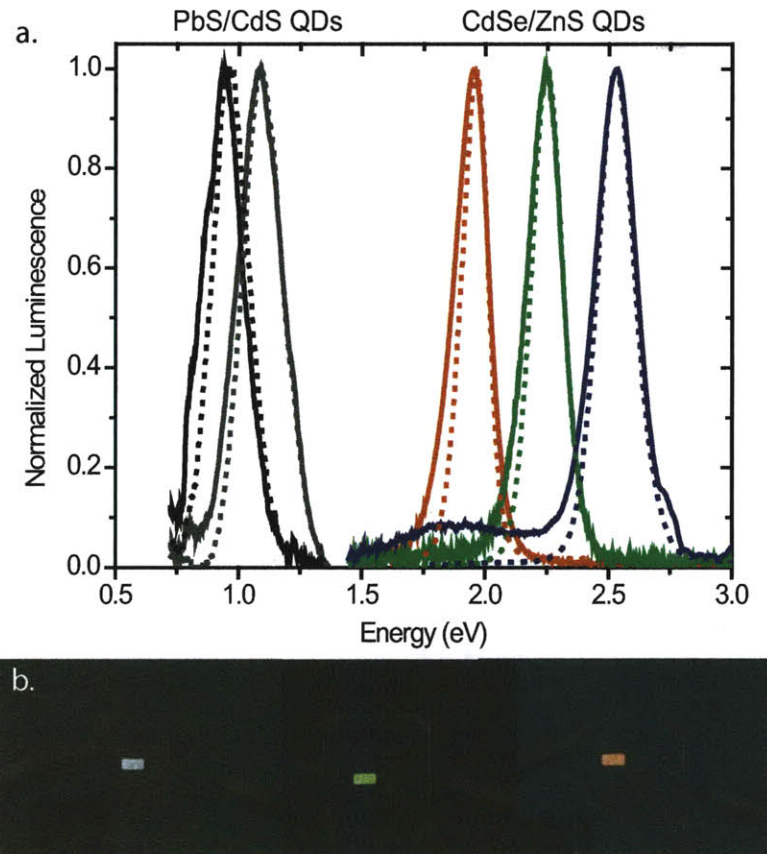 PbS/CdS QDs CdSe/ZnS QDs
a.
1.0
0.8
0.6
0.4
0.2
0.0
Normalized Luminescence
0.5 1.0 1.5 2.0 2.5 3.0
Energy (eV)
b.